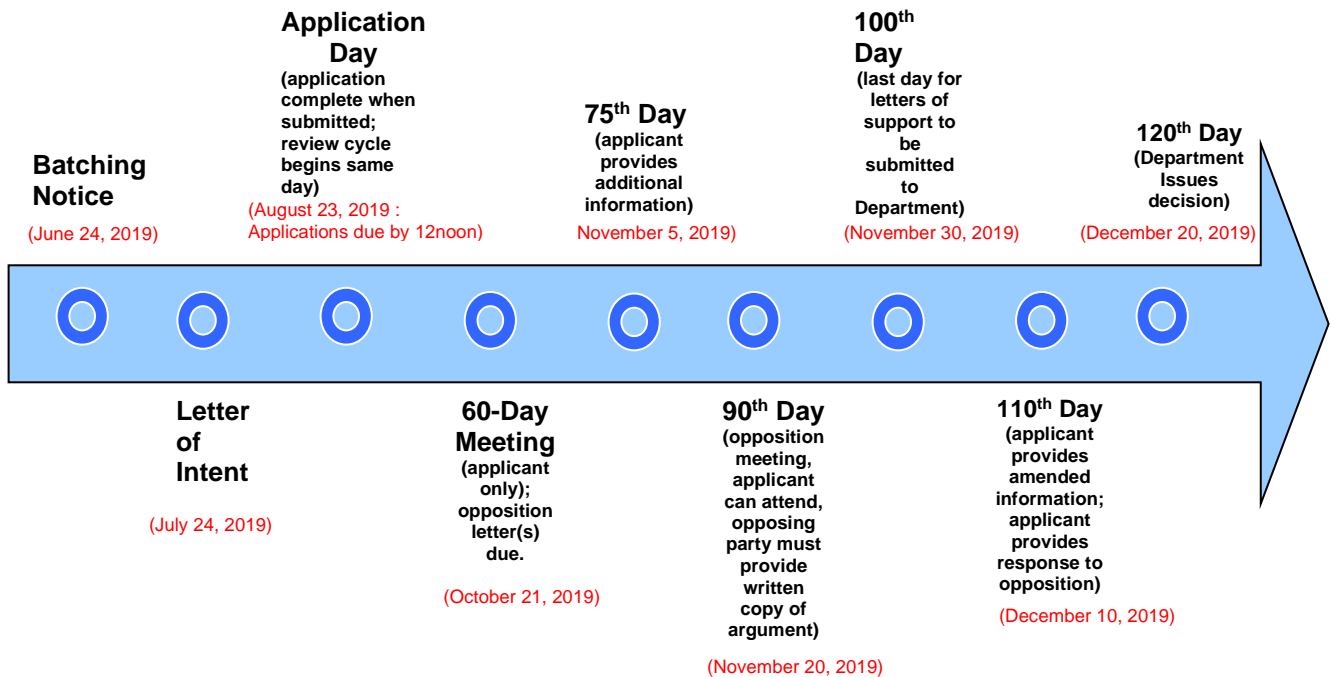 Batching
Notice
(June 24, 2019)
Letter
of
Intent
(July 24, 2019)
Application
Day
(application
complete when
submitted;
review cycle
begins same
day)
(August 23, 2019 :
Applications due by 12noon)
60-Day
Meeting
(applicant
only);
opposition
letter(s)
due.
(October 21, 2019)
75th Day
(applicant
provides
additional
information)
November 5, 2019)
90th Day
(opposition
meeting,
applicant
can attend,
opposing
party must
provide
written
copy of
argument)
(November 20, 2019)
100th
Day
(last day for
letters of
support to
be
submitted
to
Department)
(November 30, 2019)
110th Day
(applicant
provides
amended
information;
applicant
provides
response to
opposition)
(December 10, 2019)
120th Day
(Department
Issues
decision)
(December 20, 2019)